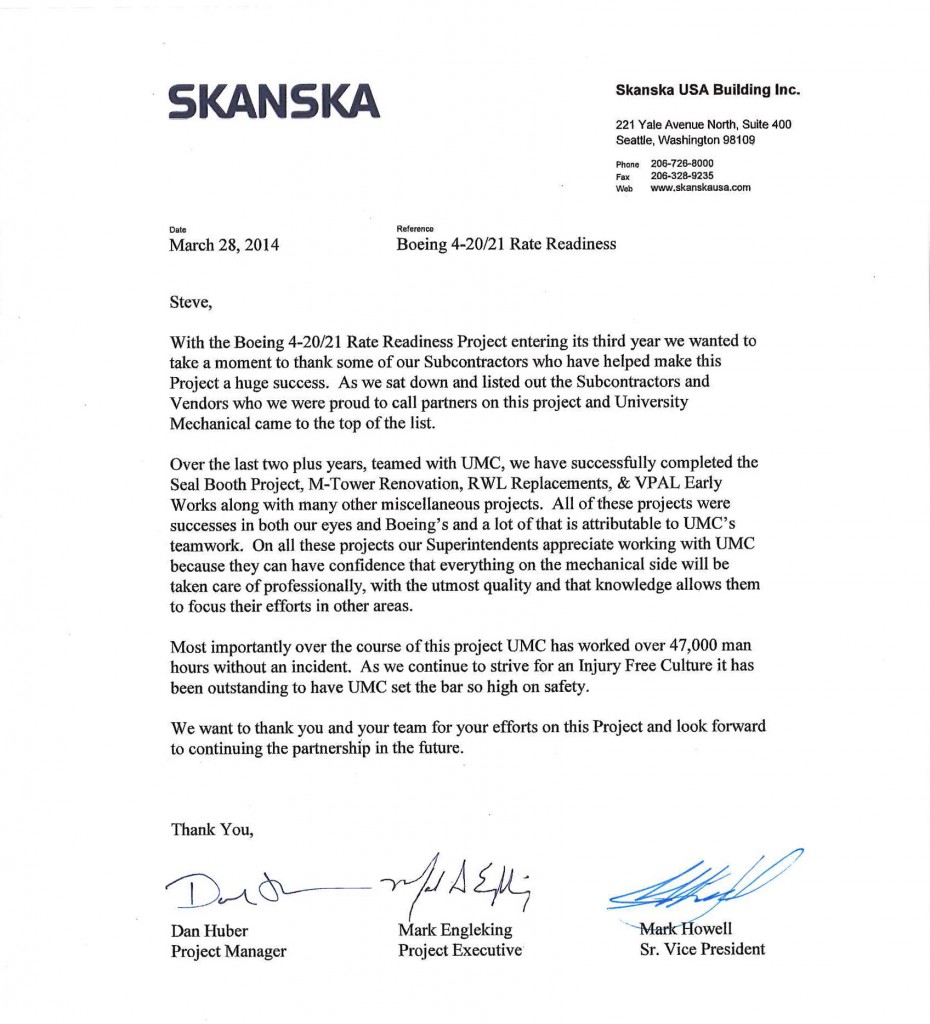 SKANSKA
Skanska USA Building Inc.
221 Yale Avenue North, Suite 400
Seattle, Washington 98109
Phone 206-726-8000
Fax 206-328-9235
Web www.skanskausa.com
Date
March 28, 2014
Reference
Boeing 4-20/21 Rate Readiness
Steve,
With the Boeing 4-20/21 Rate Readiness Project entering its third year we wanted to
take a moment to thank some of our Subcontractors who have helped make this
Project a huge success. As we sat down and listed out the Subcontractors and
Vendors who we were proud to call partners on this project and University
Mechanical came to the top of the list.
Over the last two plus years, teamed with UMC, we have successfully completed the
Seal Booth Project, M-Tower Renovation, RWL Replacements, & VPAL Early
Works along with many other miscellaneous projects. All of these projects were
successes in both our eyes and Boeing's and a lot of that is attributable to UMC's
teamwork. On all these projects our Superintendents appreciate working with UMC
because they can have confidence that everything on the mechanical side will be
taken care of professionally, with the utmost quality and that knowledge allows them
to focus their efforts in other areas.
Most importantly over the course of this project UMC has worked over 47,000 man
hours without an incident. As we continue to strive for an Injury Free Culture it has
been outstanding to have UMC set the bar so high on safety.
We want to thank you and your team for your efforts on this Project and look forward
to continuing the partnership in the future.
Thank You,
Dan Huber
Project Manager
Mark Engleking
Project Executive
Mark Howell
Sr. Vice President